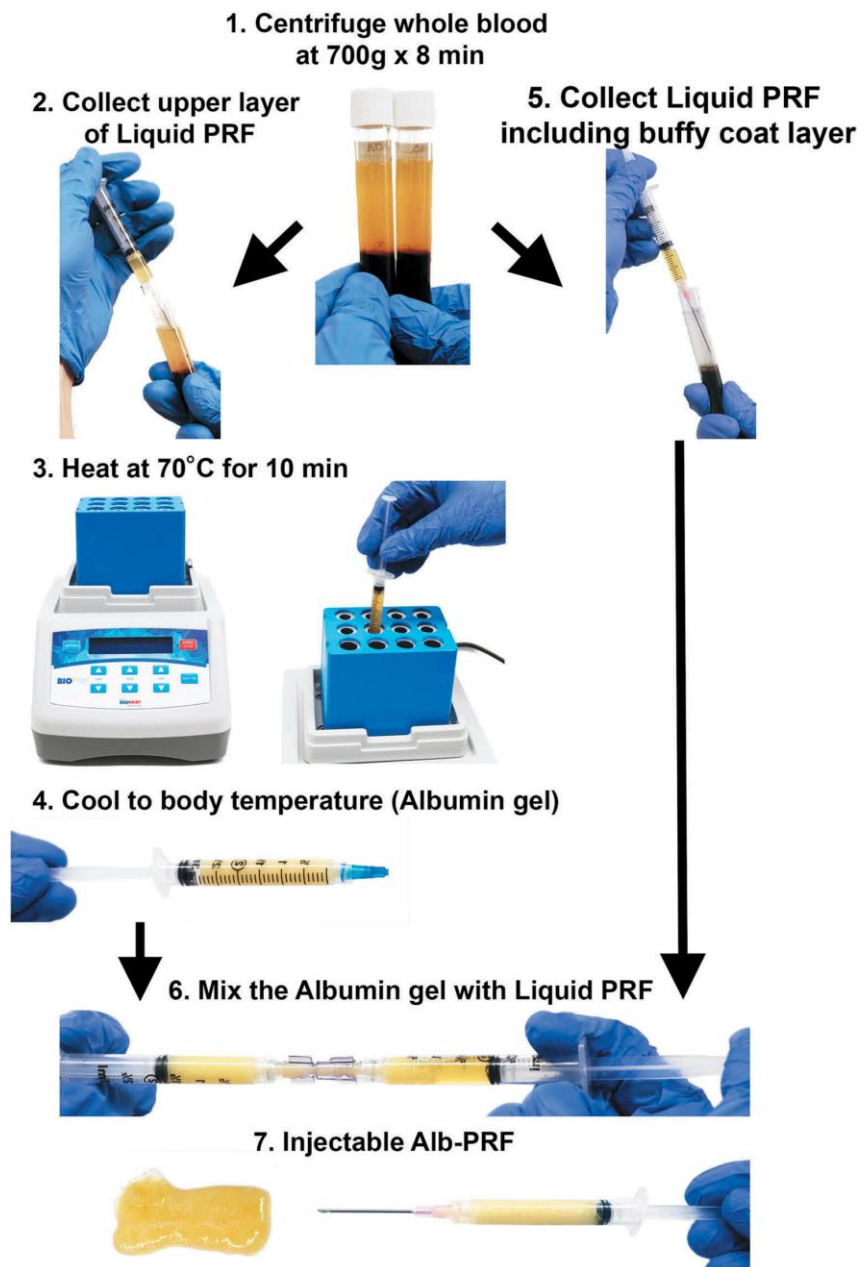 1. Centrifuge whole blood
at 700g x 8 min
2. Collect upper layer
of Liquid PRF
5. Collect Liquid PRF
including buffy coat layer
3. Heat at 70°C for 10 min
BIO
4. Cool to body temperature (Albumin gel)
6. Mix the Albumin gel with Liquid PRF
7. Injectable Alb-PRF